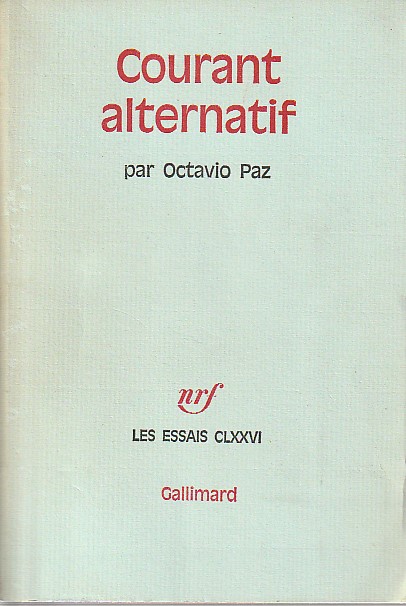 Courant
alternatif
par Octavio Paz
nrf
LES ESSAIS CLXXVI
Gallimard